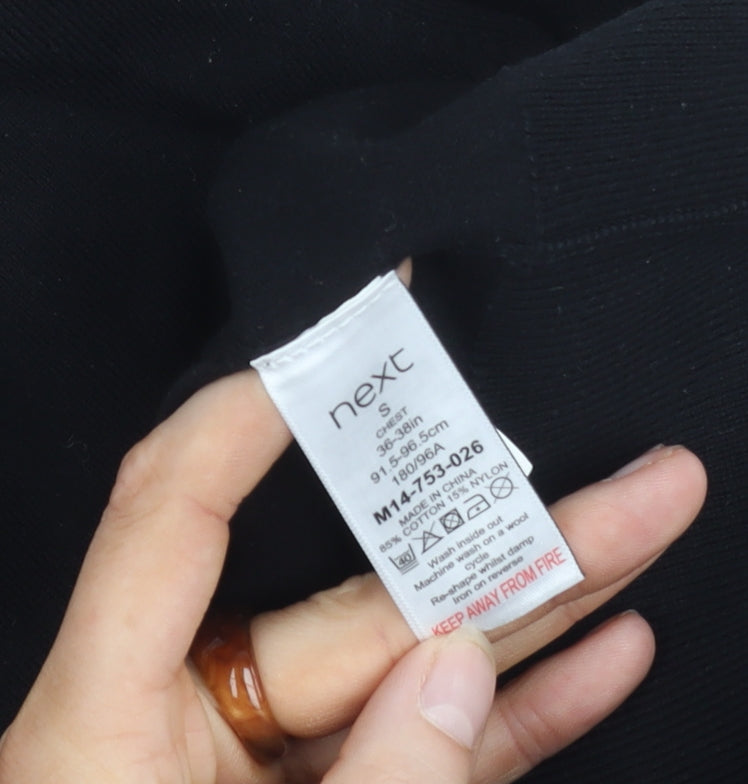 next
S
CHEST
36-38in
91.5-96.5cm
180/96A
M14-753-026
MADE IN CHINA
85% COTTON 15% NYLON
40
Wash inside out
Machine wash on a wool
cycle
Re-shape whilst damp
Iron on reverse
KEEP AWAY FROM FIRE